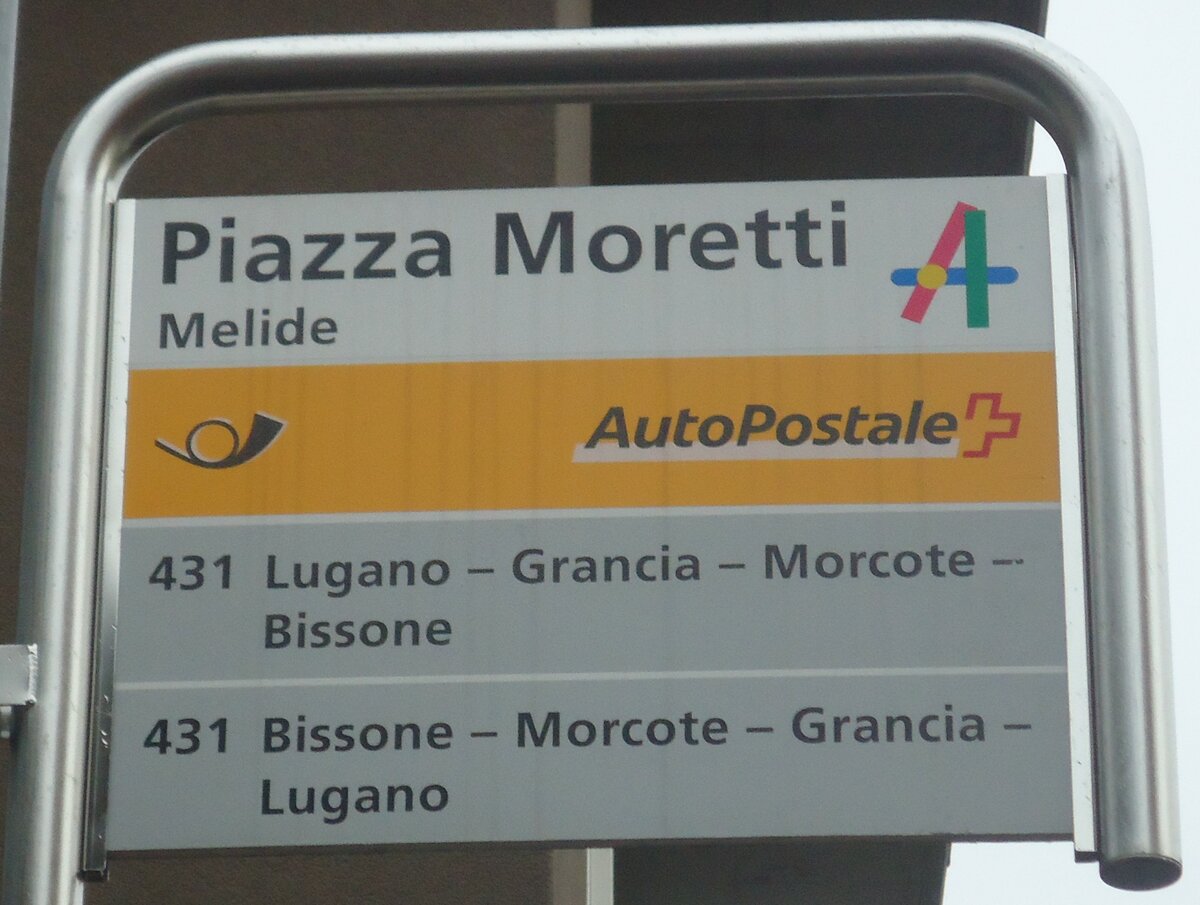 Piazza Moretti
Melide
AutoPostale
431 Lugano – Grancia – Morcote –
Bissone
431 Bissone – Morcote – Grancia –
Lugano